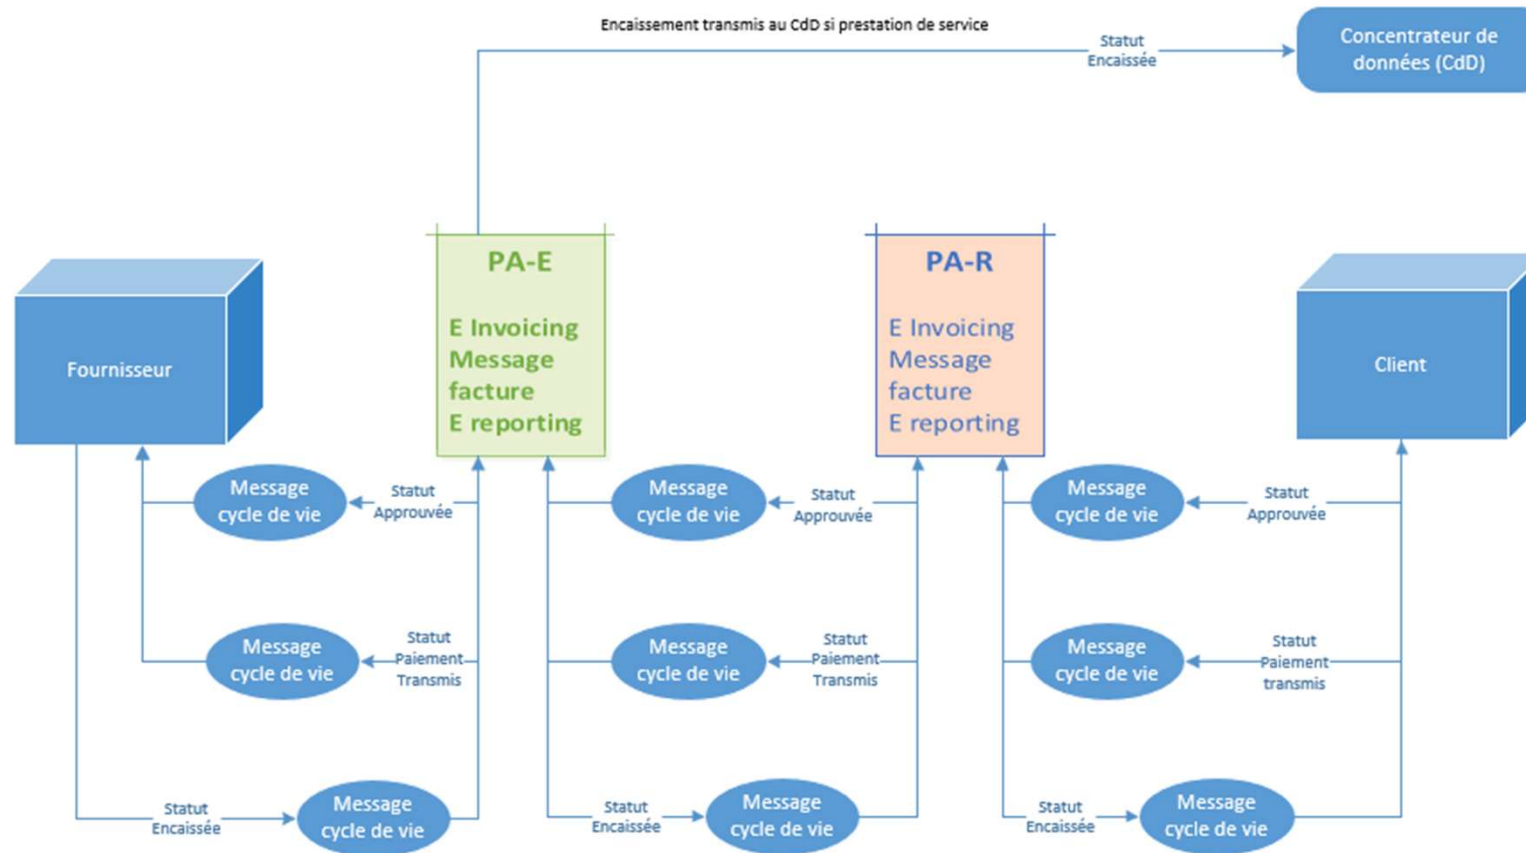 Encaissement transmis au CdD si prestation de service
Statut
Encaissée
Concentrateur de
données (CdD)
PA-E
E Invoicing
Message
facture
E reporting
PA-R
E Invoicing
Message
facture
E reporting
Fournisseur
Client
Message
cycle de vie
Statut
Approuvée
Message
cycle de vie
Statut
Approuvée
Message
cycle de vie
Statut
Approuvée
Message
cycle de vie
Statut
Paiement
Transmis
Message
cycle de vie
Statut
Paiement
Transmis
Message
cycle de vie
Statut
Paiement
transmis
Statut
Encaissée
Message
cycle de vie
Statut
Encaissée
Message
cycle de vie
Statut
Encaissée
Message
cycle de vie